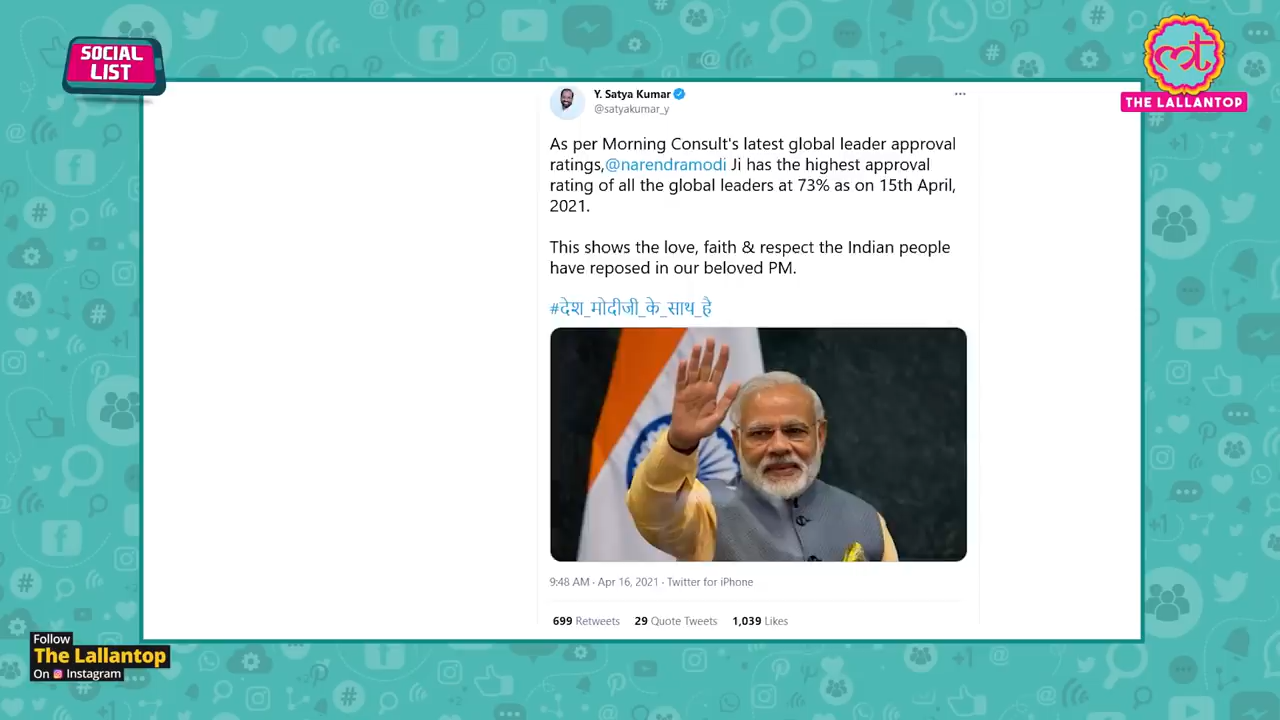 SOCIAL
LIST
मत
THE LALLANTOP
Y. Satya Kumar
@satyakumar_y
As per Morning Consult's latest global leader approval
ratings,@narendramodi Ji has the highest approval
rating of all the global leaders at 73% as on 15th April,
2021.
This shows the love, faith & respect the Indian people
have reposed in our beloved PM.
#देश_मोदीजी_के_साथ_है
9:48 AM · Apr 16, 2021 · Twitter for iPhone
699 Retweets 29 Quote Tweets 1,039 Likes
Follow
The Lallantop
On Instagram